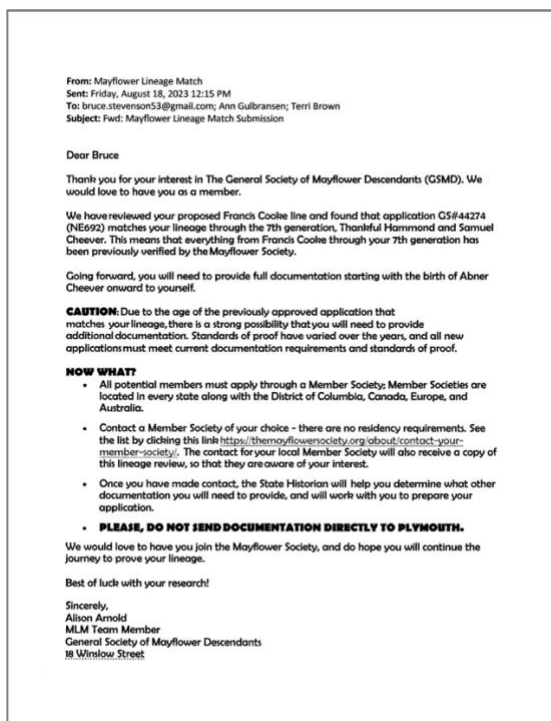 From: Mayflower Lineage Match
Sent: Friday, August 18, 2023 12:15 PM
To: bruce.stevenson53@gmail.com; Ann Gulbransen; Terri Brown
Subject: Fwd: Mayflower Lineage Match Submission
Dear Bruce
Thank you for your interest in The General Society of Mayflower Descendants (GSMD). We
would love to have you as a member.
We have reviewed your proposed Francis Cooke line and found that application GS#44274
(NE692) matches your lineage through the 7th generation, Thankful Hammond and Samuel
Cheever. This means that everything from Francis Cooke through your 7th generation has
been previously verified by the Mayflower Society.
Going forward, you will need to provide full documentation starting with the birth of Abner
Cheever onward to yourself.
CAUTION: Due to the age of the previously approved application that
matches your lineage, there is a strong possibility that you will need to provide
additional documentation. Standards of proof have varied over the years, and all new
applications must meet current documentation requirements and standards of proof.
NOW WHAT?
• All potential members must apply through a Member Society; Member Societies are
located in every state along with the District of Columbia, Canada, Europe, and
Australia.
• Contact a Member Society of your choice - there are no residency requirements. See
the list by clicking this link https://themayflowersociety.org/about/contact-your-
member-society/. The contact for your local Member Society will also receive a copy of
this lineage review, so that they are aware of your interest.
• Once you have made contact, the State Historian will help you determine what other
documentation you will need to provide, and will work with you to prepare your
application.
• PLEASE, DO NOT SEND DOCUMENTATION DIRECTLY TO PLYMOUTH.
We would love to have you join the Mayflower Society, and do hope you will continue the
journey to prove your lineage.
Best of luck with your research!
Sincerely,
Alison Arnold
MLM Team Member
General Society of Mayflower Descendants
18 Winslow Street